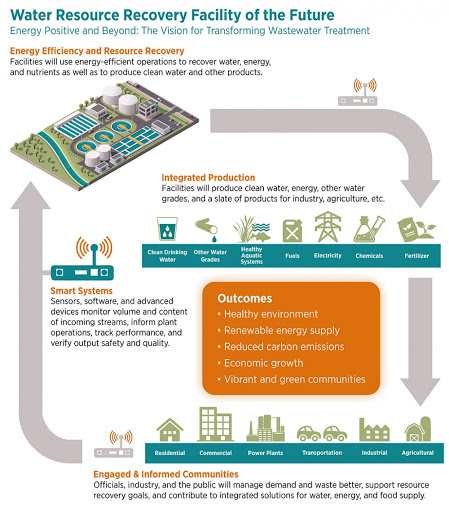 Water Resource Recovery Facility of the Future
Energy Positive and Beyond: The Vision for Transforming Wastewater Treatment
Energy Efficiency and Resource Recovery
Facilities will use energy-efficient operations to recover water, energy,
and nutrients as well as to produce clean water and other products.
Integrated Production
Facilities will produce clean water, energy, other water
grades, and a slate of products for industry, agriculture, etc.
Clean Drinking
Water
Other Water
Grades
Healthy
Aquatic
Systems
Fuels
Electricity
Chemicals
Fertilizer
Smart Systems
Sensors, software, and advanced
devices monitor volume and content
of incoming streams, inform plant
operations, track performance, and
verify output safety and quality.
Outcomes
• Healthy environment
• Renewable energy supply
• Reduced carbon emissions
• Economic growth
• Vibrant and green communities
Residential
Commercial
Power Plants
Transportation
Industrial
Agricultural
Engaged & Informed Communities
Officials, industry, and the public will manage demand and waste better, support resource
recovery goals, and contribute to integrated solutions for water, energy, and food supply.